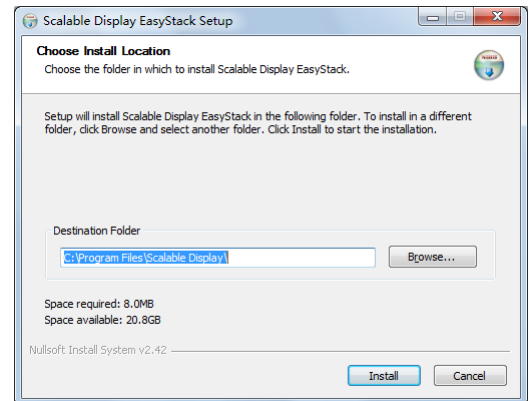 Scalable Display EasyStack Setup
Choose Install Location
Choose the folder in which to install Scalable Display EasyStack.
Setup will install Scalable Display EasyStack in the following folder. To install in a different
folder, click Browse and select another folder. Click Install to start the installation.
Destination Folder
C:\Program Files\Scalable Display\
Browse...
Space required: 8.0MB
Space available: 20.8GB
Nullsoft Install System v2.42
Install
Cancel